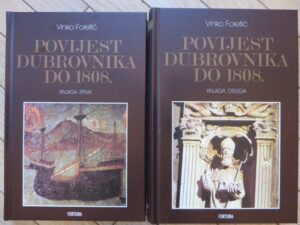 Vinko Foretić
POVIJEST
DUBROVNIKA
DO 1808.
KNJIGA PRVA
FORTUNA
Vinko Foretić
POVIJEST
DUBROVNIKA
DO 1808.
KNJIGA DRUGA
FORTUNA